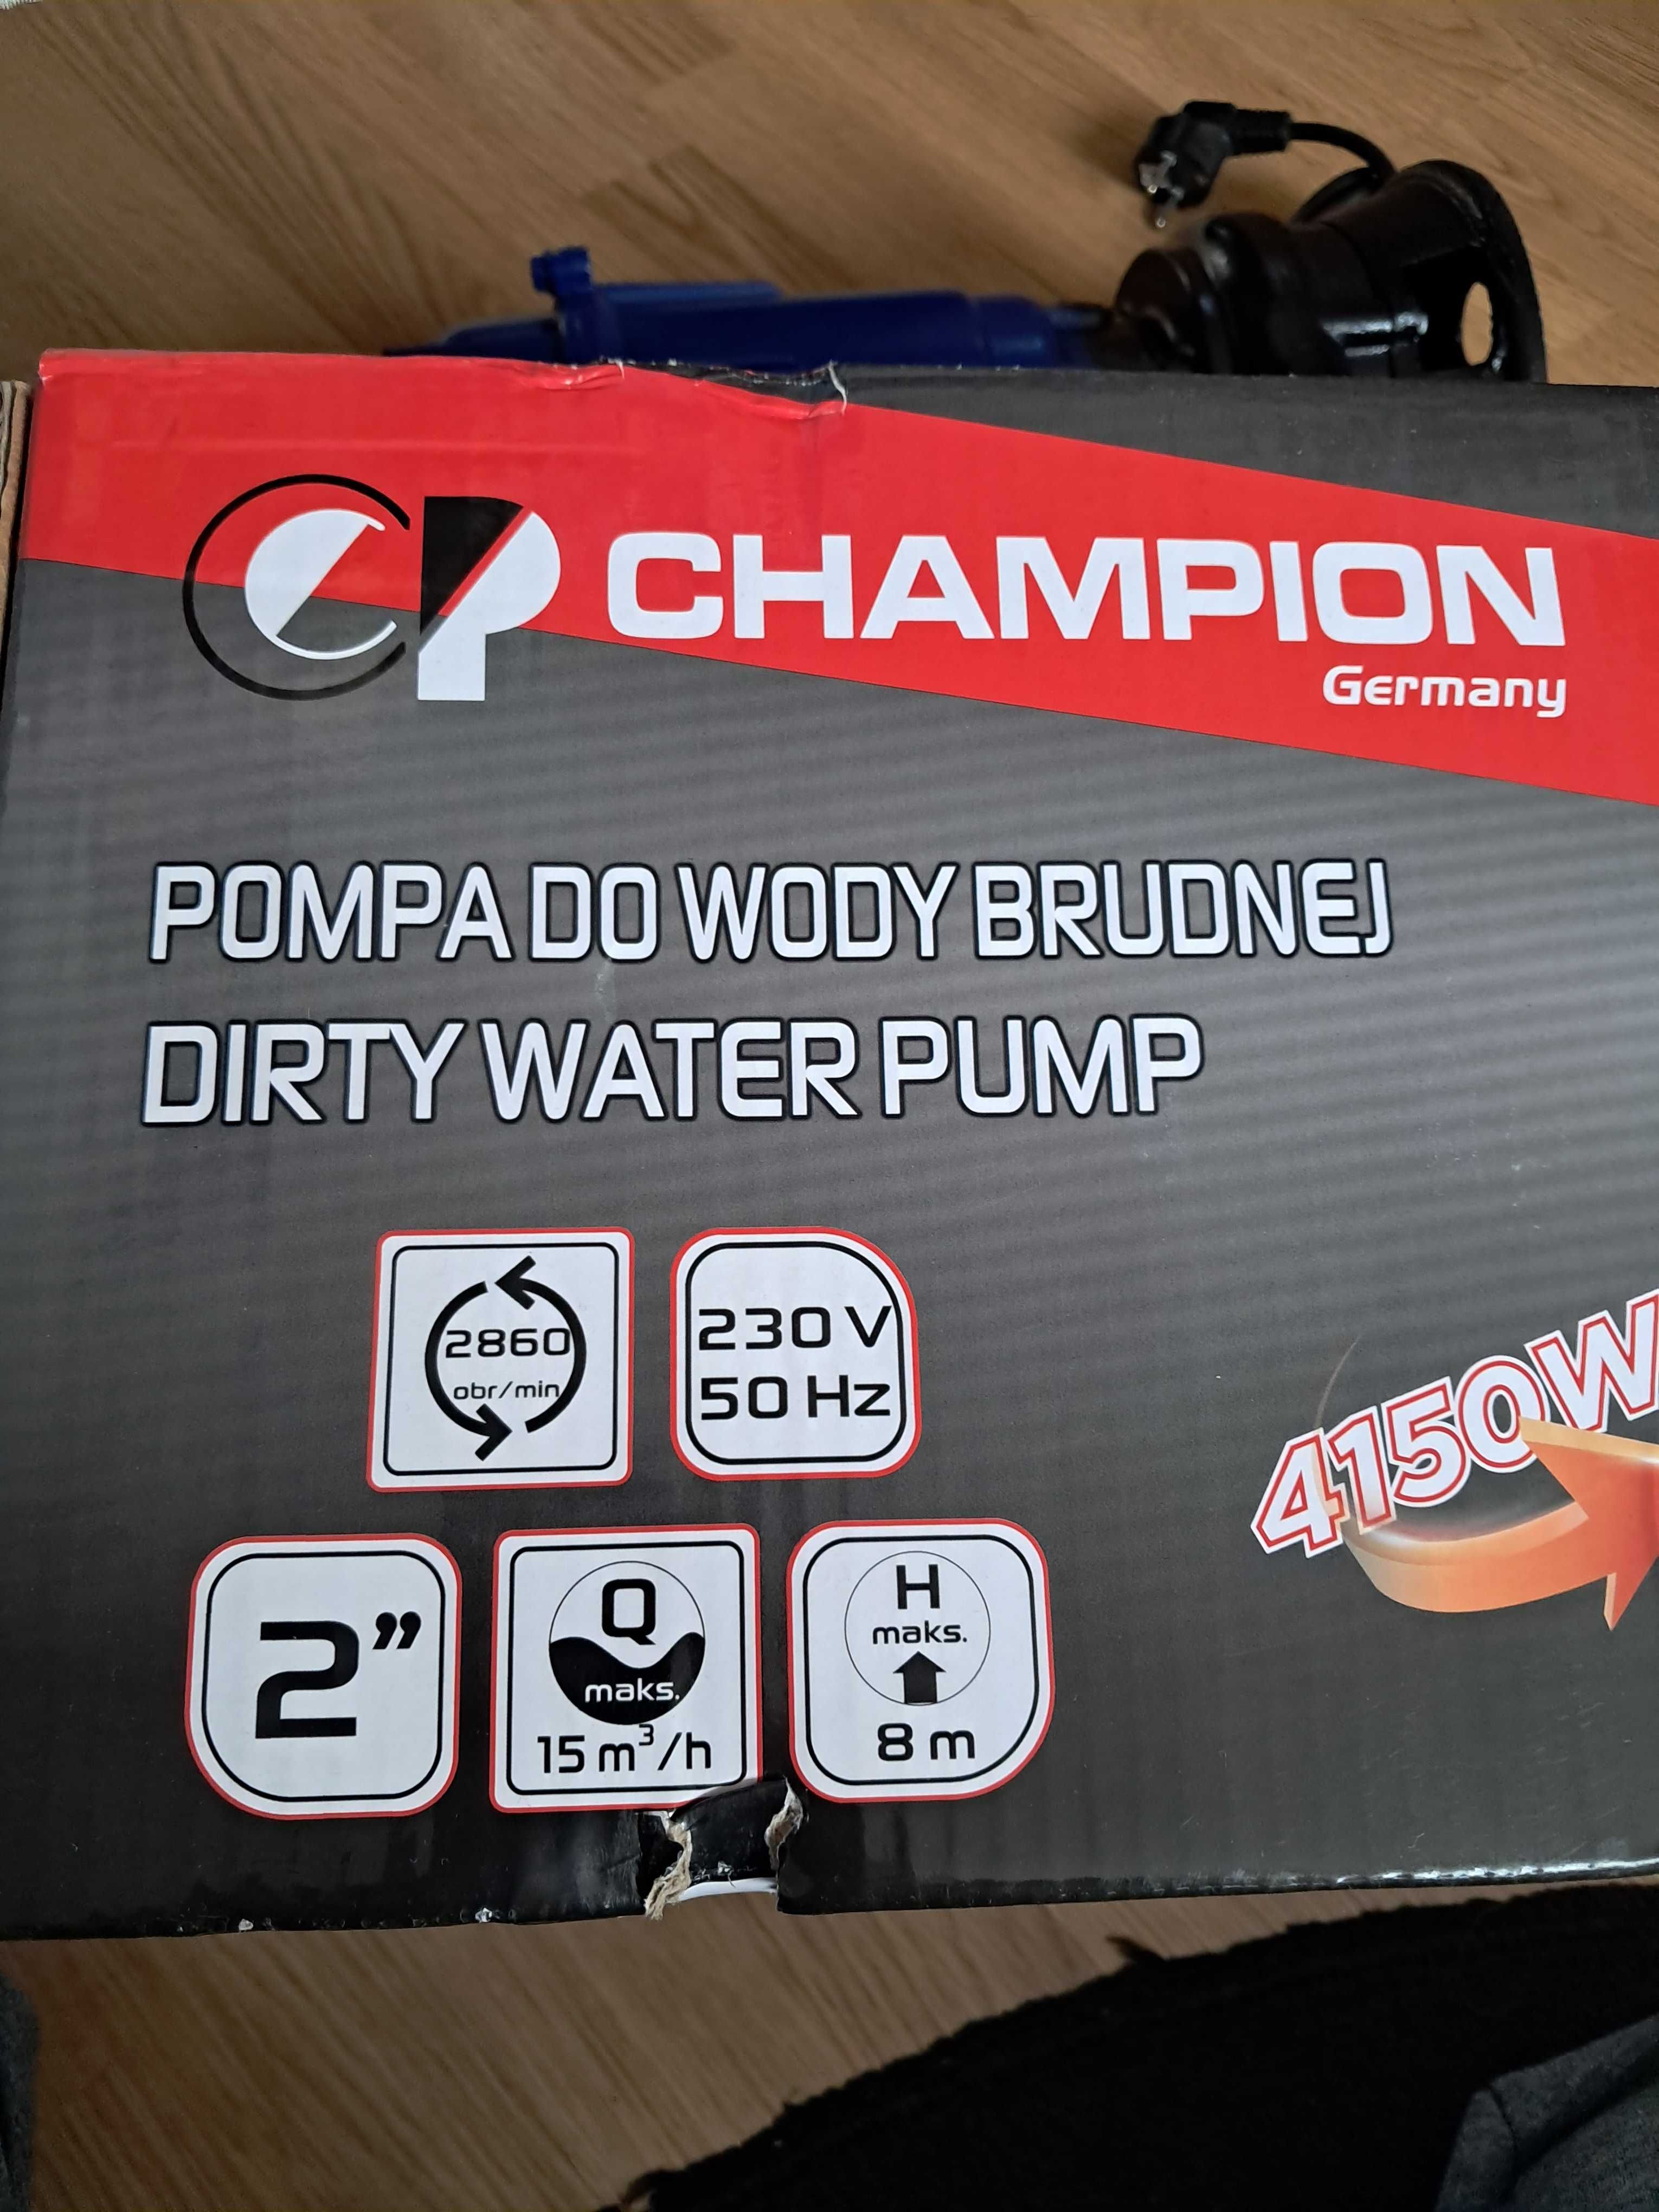 CP CHAMPION
Germany
POMPA DO WODY BRUDNEJ
DIRTY WATER PUMP
2860
obr/min
230 V
50 Hz
4150W
2”
Q
maks.
15 m³/h
H
maks.
8 m